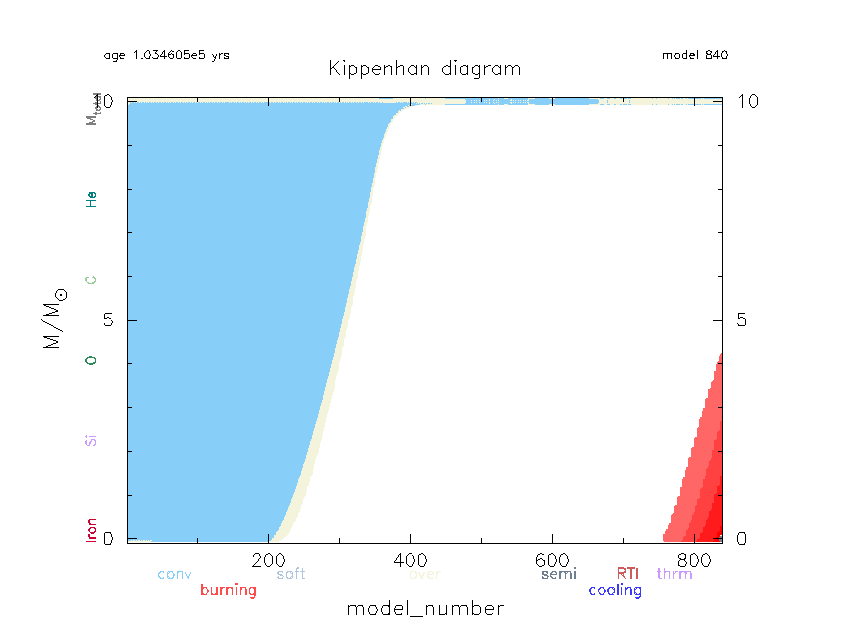 age 1.034605e5 yrs
model 840
Kippenhan diagram
M/M☉
Mtotal
He
C
O
Si
Iron
10
5
0
10
5
0
200 400 600 800
conv soft over semi RTI thrm
burning cooling
model_number